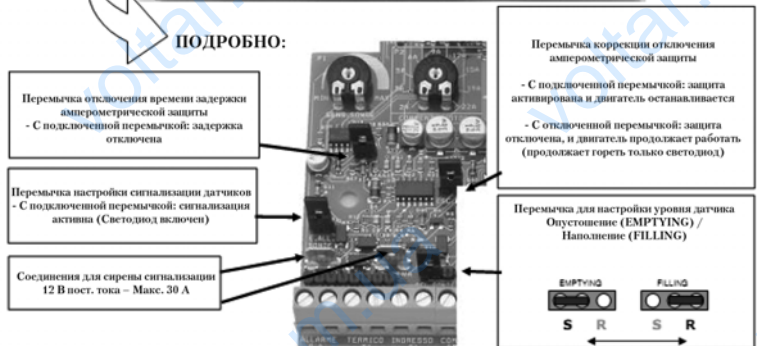 ПОДРОБНО:
Перемычка отключения времени задержки
амперометрической защиты
- С подключенной перемычкой: задержка
отключена
Перемычка настройки сигнализации датчиков
- С подключенной перемычкой: сигнализация
активна (Светодиод включен)
Соединения для сирены сигнализации
12 В пост. тока – Макс. 30 А
Перемычка коррекции отключения
амперометрической защиты
- С подключенной перемычкой: защита
активирована и двигатель останавливается
- С отключенной перемычкой: защита
отключена, и двигатель продолжает работать
(продолжает гореть только светодиод)
Перемычка для настройки уровня датчика
Опустошение (EMPTYING) /
Наполнение (FILLING)
EMPTYING FILLING
S R S R
ALLARME TERMICO INGRESSO COM